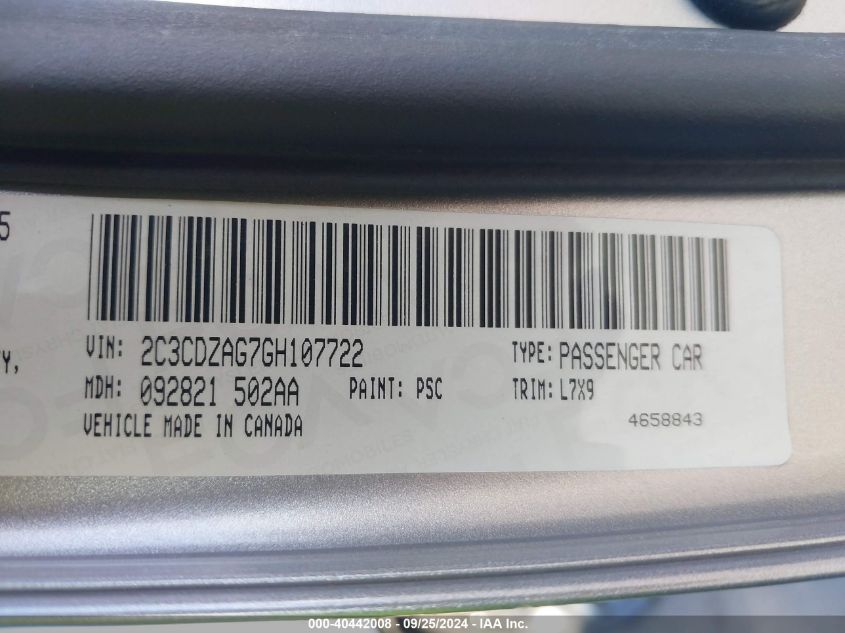 5
Y,
VIN: 2C3CDZAG7GH107722 TYPE: PASSENGER CAR
MDH: 092821 502AA PAINT: PSC TRIM: L7X9
VEHICLE MADE IN CANADA 4658843
000-40442008 - 09/25/2024 - IAA Inc.